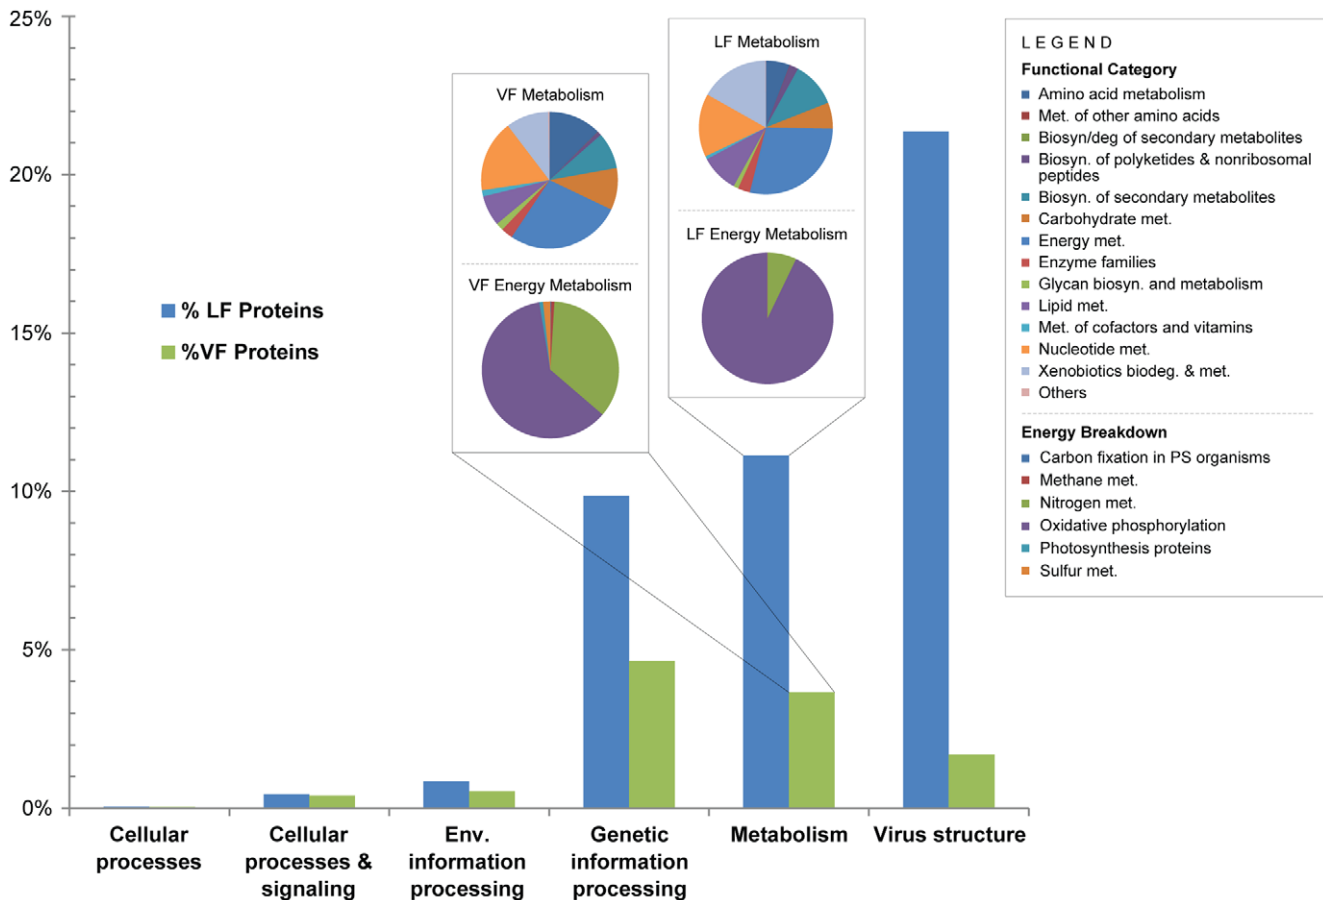 25%
20%
15%
10%
5%
0%
% LF Proteins
%VF Proteins
VF Metabolism
VF Energy Metabolism
LF Metabolism
LF Energy Metabolism
LEGEND
Functional Category
Amino acid metabolism
Met. of other amino acids
Biosyn/deg of secondary metabolites
Biosyn. of polyketides & nonribosomal
peptides
Biosyn. of secondary metabolites
Carbohydrate met.
Energy met.
Enzyme families
Glycan biosyn. and metabolism
Lipid met.
Met. of cofactors and vitamins
Nucleotide met.
Xenobiotics biodeg. & met.
Others
Energy Breakdown
Carbon fixation in PS organisms
Methane met.
Nitrogen met.
Oxidative phosphorylation
Photosynthesis proteins
Sulfur met.
Cellular
processes
Cellular
processes &
signaling
Env.
information
processing
Genetic
information
processing
Metabolism
Virus structure